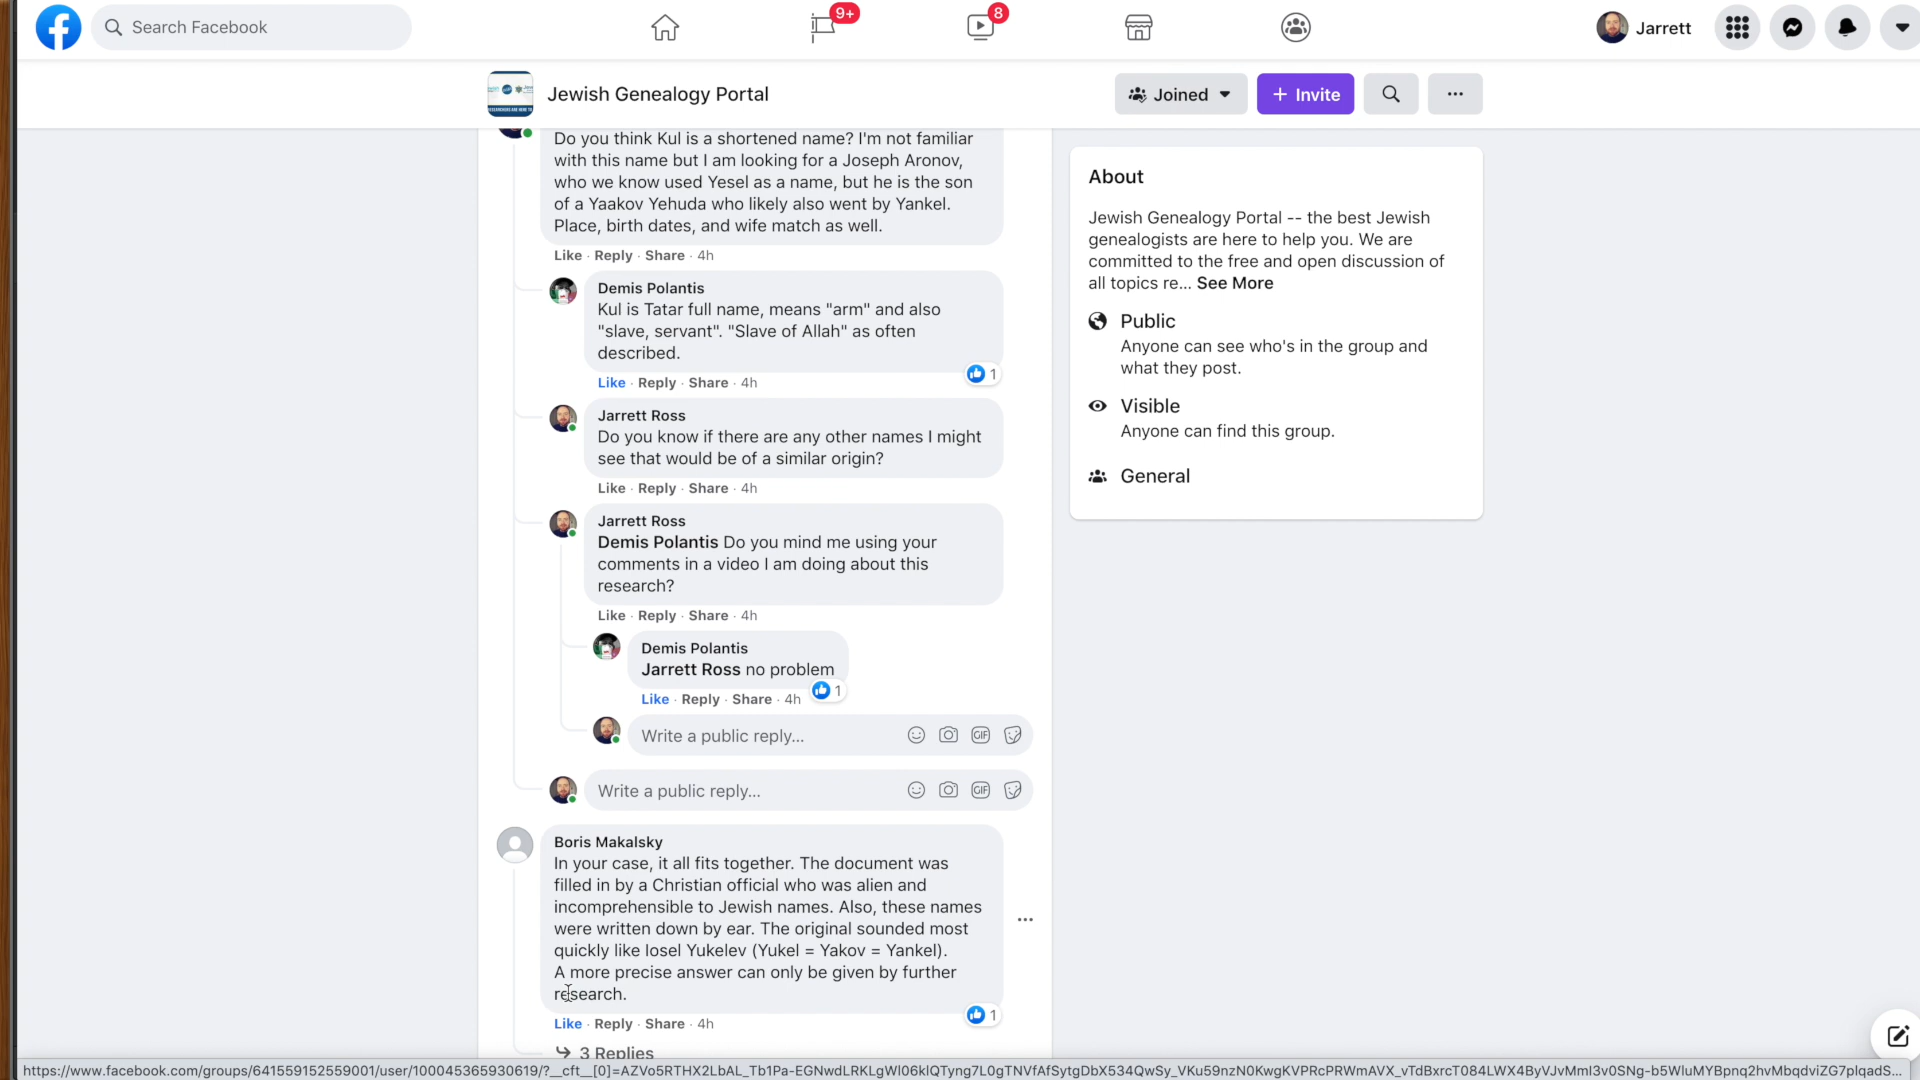 Search Facebook
9+
8
Jarrett
Jewish Genealogy Portal
Joined
+ Invite
Do you think Kul is a shortened name? I'm not familiar
with this name but I am looking for a Joseph Aronov,
who we know used Yesel as a name, but he is the son
of a Yaakov Yehuda who likely also went by Yankel.
Place, birth dates, and wife match as well.
Like · Reply · Share · 4h
Demis Polantis
Kul is Tatar full name, means "arm" and also
"slave, servant". "Slave of Allah" as often
described.
1
Like · Reply · Share · 4h
Jarrett Ross
Do you know if there are any other names I might
see that would be of a similar origin?
Like · Reply · Share · 4h
Jarrett Ross
Demis Polantis Do you mind me using your
comments in a video I am doing about this
research?
Like · Reply · Share · 4h
Demis Polantis
Jarrett Ross no problem
1
Like · Reply · Share · 4h
Write a public reply...
GIF
Write a public reply...
GIF
Boris Makalsky
In your case, it all fits together. The document was
filled in by a Christian official who was alien and
incomprehensible to Jewish names. Also, these names
were written down by ear. The original sounded most
quickly like Iosel Yukelev (Yukel = Yakov = Yankel).
A more precise answer can only be given by further
research.
1
Like · Reply · Share · 4h
3 Replies
About
Jewish Genealogy Portal -- the best Jewish
genealogists are here to help you. We are
committed to the free and open discussion of
all topics re... See More
Public
Anyone can see who's in the group and
what they post.
Visible
Anyone can find this group.
General